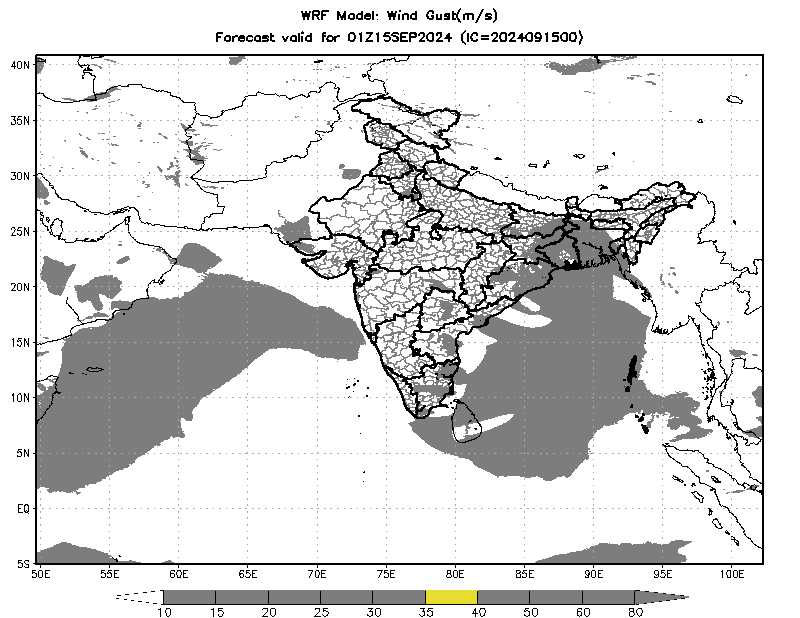 WRF Model: Wind Gust(m/s)
Forecast valid for 01Z15SEP2024 (IC=2024091500)
40N
35N
30N
25N
20N
15N
10N
5N
EQ
5S
50E 55E 60E 65E 70E 75E 80E 85E 90E 95E 100E
10 15 20 25 30 35 40 50 60 80